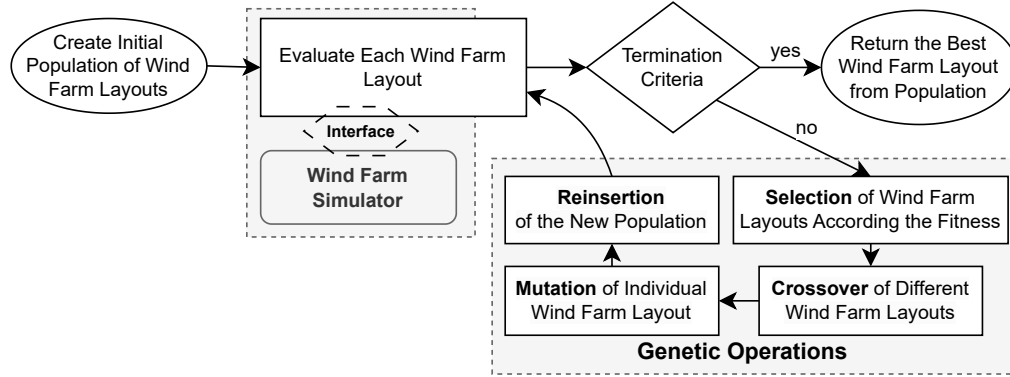 Create Initial
Population of Wind
Farm Layouts
Evaluate Each Wind Farm
Layout
Interface
Wind Farm
Simulator
Termination
Criteria
yes
no
Return the Best
Wind Farm Layout
from Population
Selection of Wind Farm
Layouts According the Fitness
Crossover of Different
Wind Farm Layouts
Mutation of Individual
Wind Farm Layout
Reinsertion
of the New Population
Genetic Operations